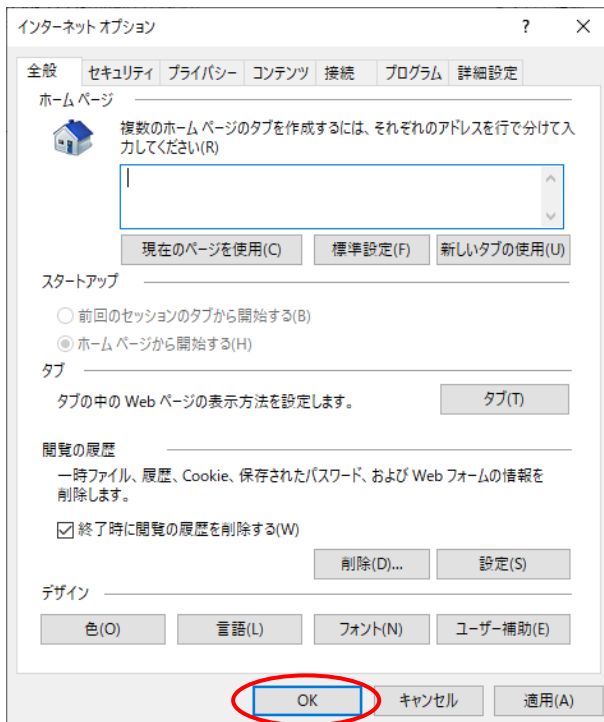 インターネット オプション ? ×
全般 セキュリティ プライバシー コンテンツ 接続 プログラム 詳細設定
ホーム ページ
複数のホーム ページのタブを作成するには、それぞれのアドレスを行で分けて入
力してください(R)
現在のページを使用(C) 標準設定(F) 新しいタブの使用(U)
スタートアップ
前回のセッションのタブから開始する(B)
ホーム ページから開始する(H)
タブ
タブの中の Web ページの表示方法を設定します。 タブ(T)
閲覧の履歴
一時ファイル、履歴、Cookie、保存されたパスワード、および Web フォームの情報を
削除します。
終了時に閲覧の履歴を削除する(W)
削除(D)... 設定(S)
デザイン
色(O) 言語(L) フォント(N) ユーザー補助(E)
OK キャンセル 適用(A)